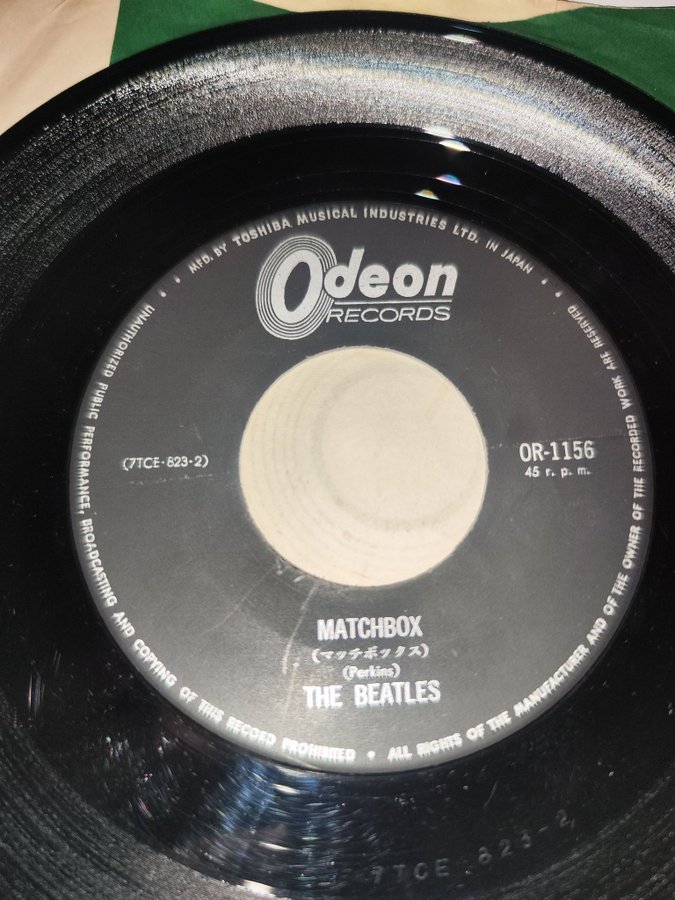 MFD. BY TOSHIBA MUSICAL INDUSTRIES LTD. IN JAPAN
Odeon
RECORDS
(7TCE·823-2)
OR-1156
45 r. p. m.
MATCHBOX
(マッチボックス)
(Perkins)
THE BEATLES
UNAUTHORIZED PUBLIC PERFORMANCE, BROADCASTING AND COPYING OF THIS RECORD PROHIBITED • ALL RIGHTS OF THE MANUFACTURER AND OF THE OWNER OF THE RECORDED WORK ARE RESERVED
7TCE 823-2